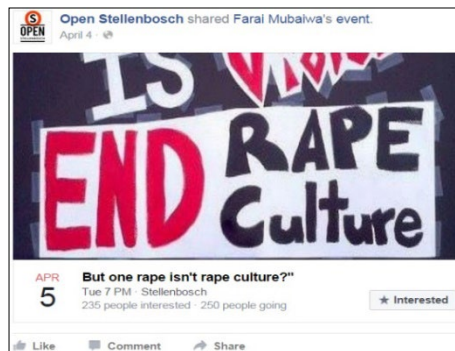 S
OPEN
Open Stellenbosch shared Farai Mubaiwa's event.
April 4
IS
END RAPE
Culture
APR
5
But one rape isn't rape culture?"
Tue 7 PM · Stellenbosch
235 people interested · 250 people going
★ Interested
Like Comment Share